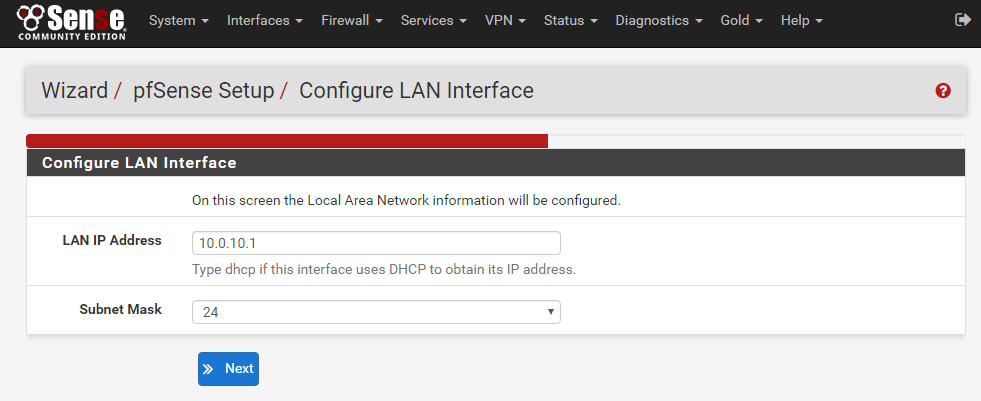 Sense
COMMUNITY EDITION
System Interfaces Firewall Services VPN Status Diagnostics Gold Help
Wizard / pfSense Setup / Configure LAN Interface
Configure LAN Interface
On this screen the Local Area Network information will be configured.
LAN IP Address 10.0.10.1
Type dhcp if this interface uses DHCP to obtain its IP address.
Subnet Mask 24
Next